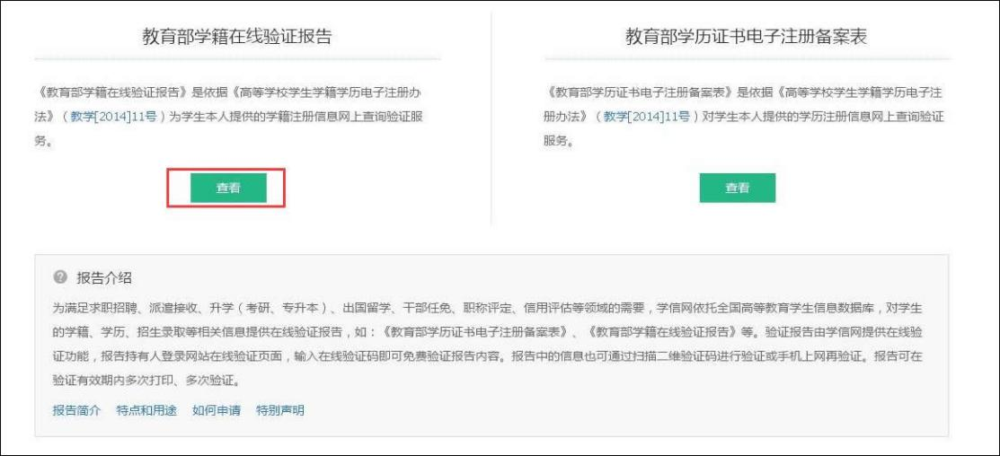 教育部学籍在线验证报告
《教育部学籍在线验证报告》是依据《高等学校学生学籍学历电子注册办
法》（教学[2014]11号）为学生本人提供的学籍注册信息网上查询验证服
务。
查看
教育部学历证书电子注册备案表
《教育部学历证书电子注册备案表》是依据《高等学校学生学籍学历电子注
册办法》（教学[2014]11号）对学生本人提供的学历注册信息网上查询验证
服务。
查看
? 报告介绍
为满足求职招聘、派遣接收、升学（考研、专升本）、出国留学、干部任免、职称评定、信用评估等领域的需要，学信网依托全国高等教育学生信息数据库，对学生
的学籍、学历、招生录取等相关信息提供在线验证报告，如：《教育部学历证书电子注册备案表》、《教育部学籍在线验证报告》等。验证报告由学信网提供在线验
证功能，报告持有人登录网站在线验证页面，输入在线验证码即可免费验证报告内容。报告中的信息也可通过扫描二维验证码进行验证或手机上网再验证。报告可在
验证有效期内多次打印、多次验证。
报告简介 特点和用途 如何申请 特别声明